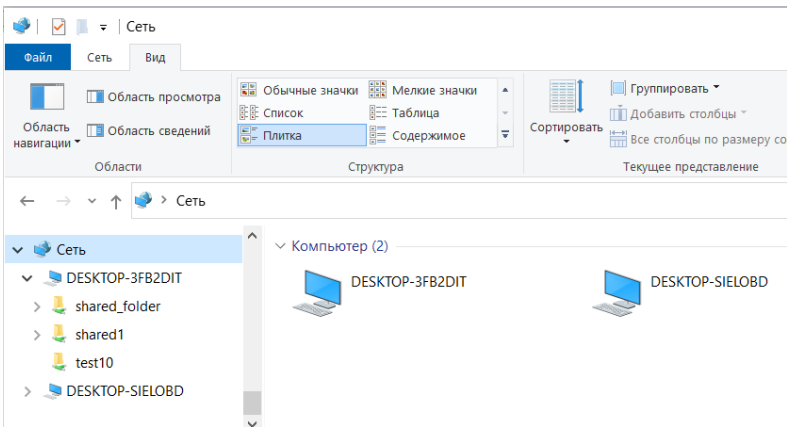 Сеть
Файл Сеть Вид
Область навигации
Область просмотра
Область сведений
Области
Обычные значки Мелкие значки
Список Таблица
Плитка Содержимое
Структура
Сортировать
Группировать
Добавить столбцы
Все столбцы по размеру со
Текущее представление
Сеть
Сеть
DESKTOP-3FB2DIT
shared_folder
shared1
test10
DESKTOP-SIELOBD
Компьютер (2)
DESKTOP-3FB2DIT DESKTOP-SIELOBD